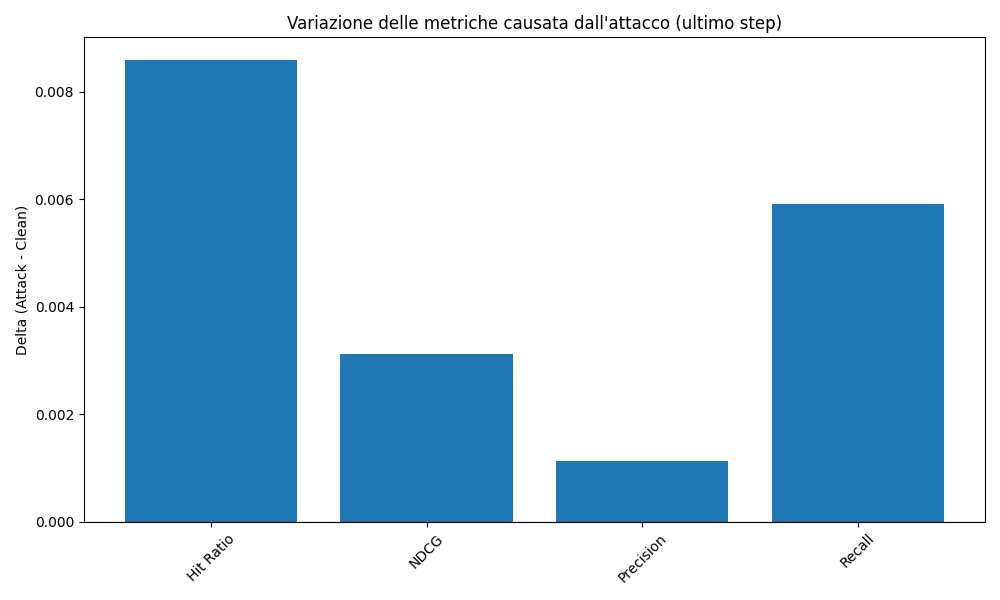 Variazione delle metriche causata dall'attacco (ultimo step)
Delta (Attack - Clean)
0.008
0.006
0.004
0.002
0.000
Hit Ratio
NDCG
Precision
Recall